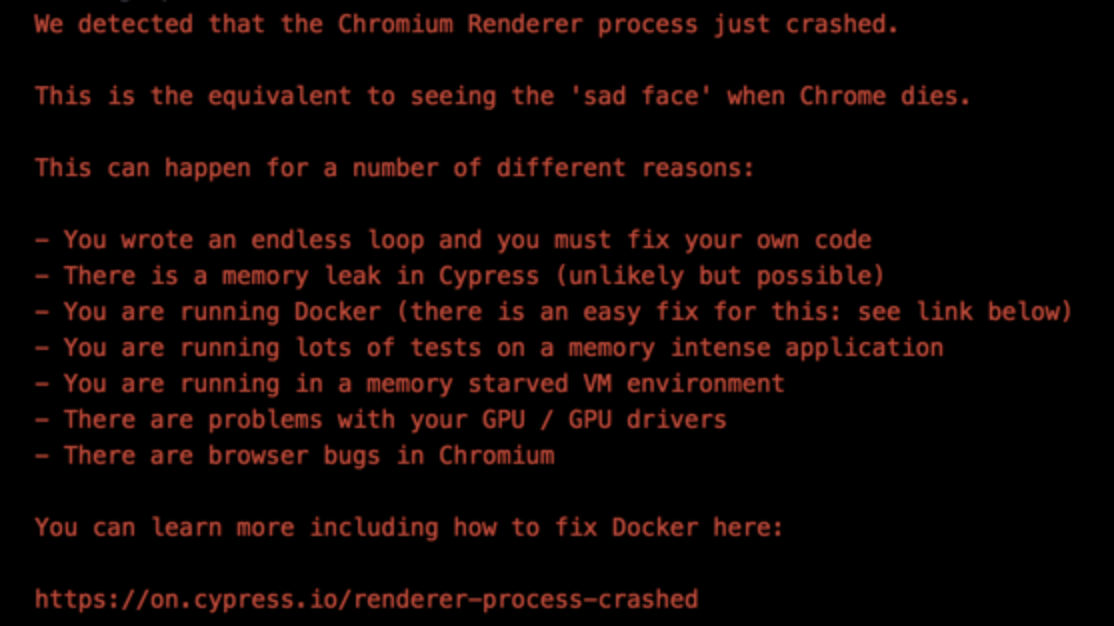 We detected that the Chromium Renderer process just crashed.
This is the equivalent to seeing the 'sad face' when Chrome dies.
This can happen for a number of different reasons:
– You wrote an endless loop and you must fix your own code
– There is a memory leak in Cypress (unlikely but possible)
– You are running Docker (there is an easy fix for this: see link below)
– You are running lots of tests on a memory intense application
– You are running in a memory starved VM environment
– There are problems with your GPU / GPU drivers
– There are browser bugs in Chromium
You can learn more including how to fix Docker here:
https://on.cypress.io/renderer-process-crashed